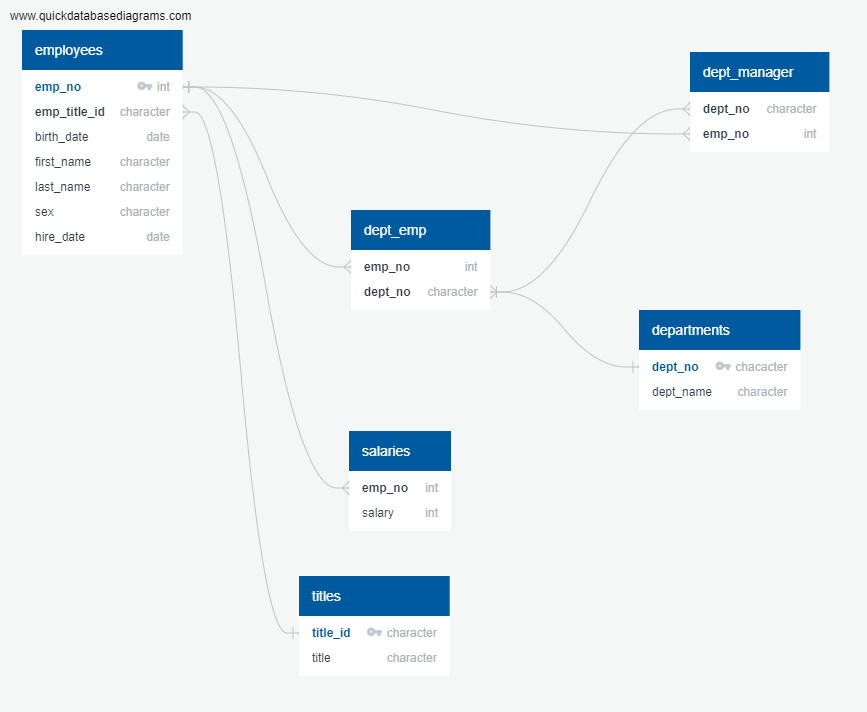 www.quickdatabasediagrams.com
employees
emp_no int
emp_title_id character
birth_date date
first_name character
last_name character
sex character
hire_date date
dept_manager
dept_no character
emp_no int
dept_emp
emp_no int
dept_no character
departments
dept_no chacacter
dept_name character
salaries
emp_no int
salary int
titles
title_id character
title character